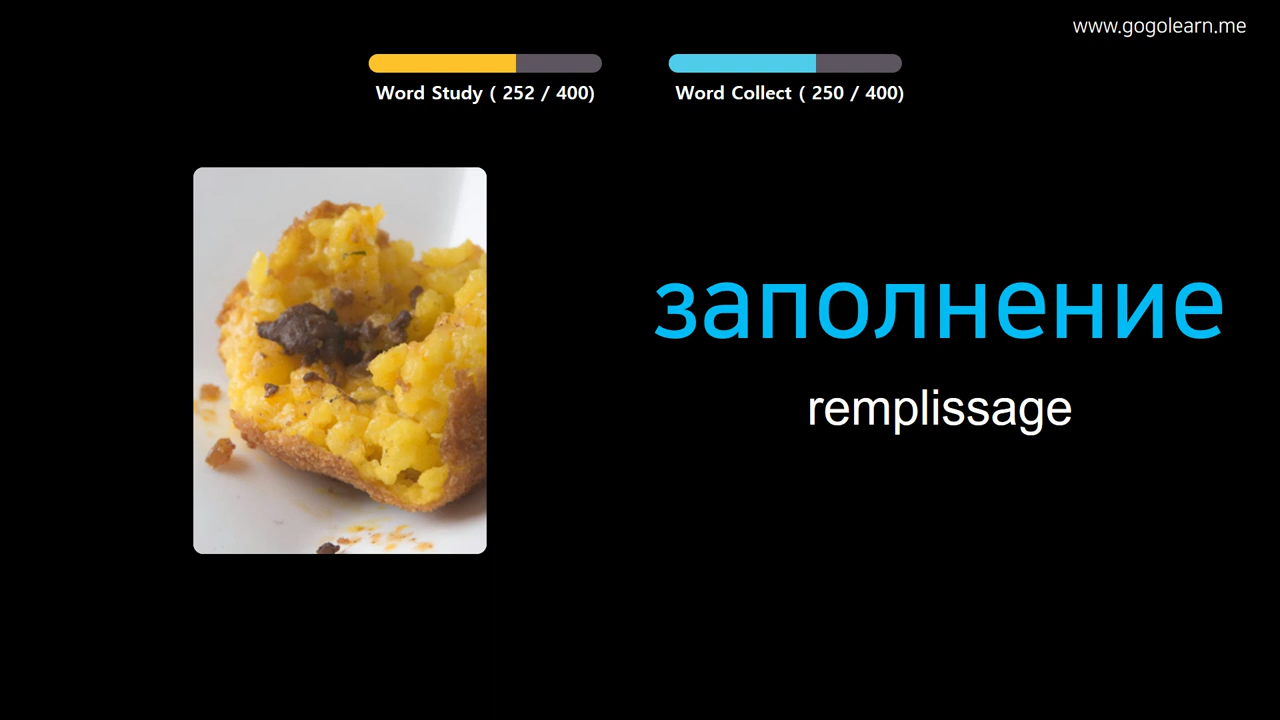 www.gogolearn.me
Word Study ( 252 / 400)
Word Collect ( 250 / 400)
заполнение
remplissage